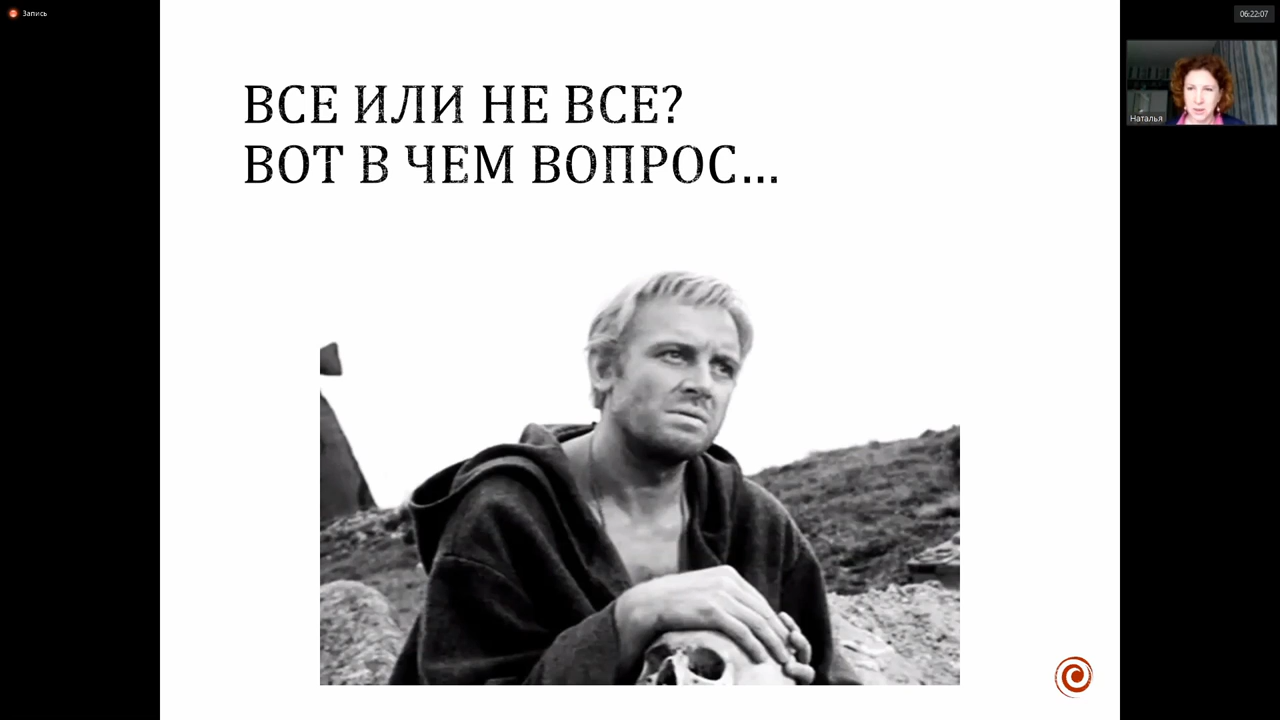 Запись
06:22:07
ВСЕ ИЛИ НЕ ВСЕ?
ВОТ В ЧЕМ ВОПРОС...
Наталья